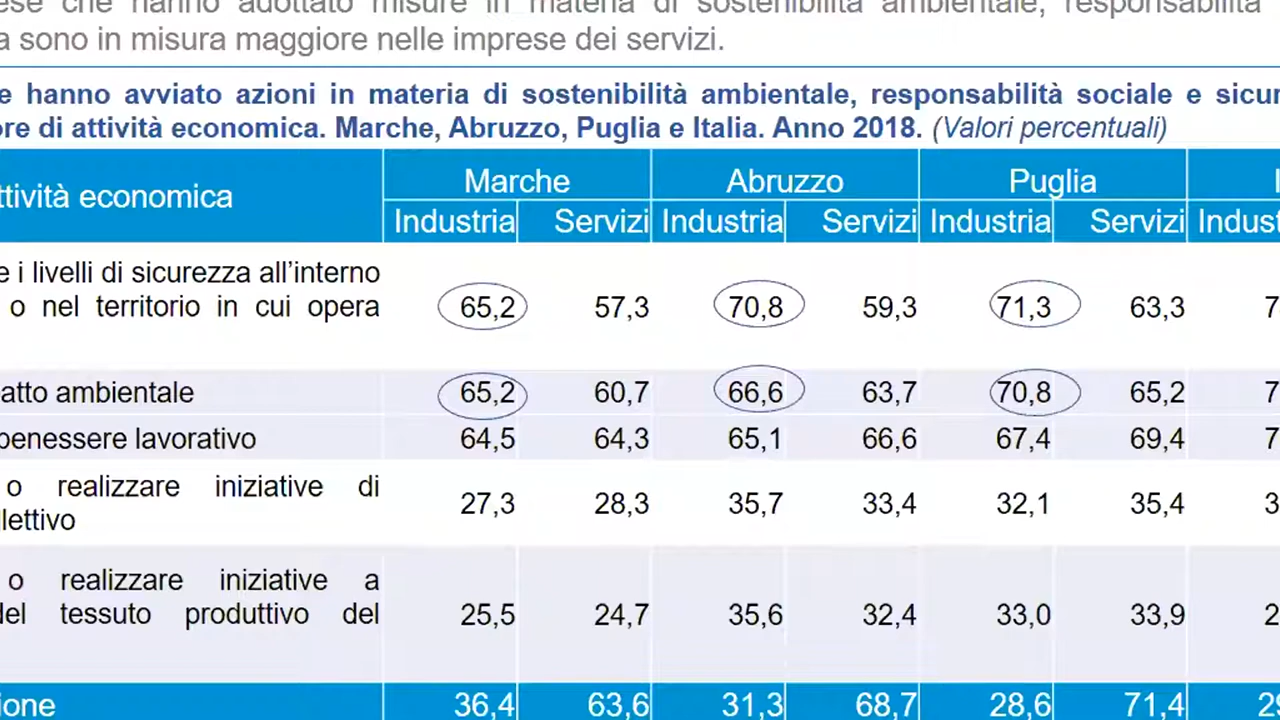 che hanno adottato misure in materia di sostenibilità ambientale, responsabilità
a sono in misura maggiore nelle imprese dei servizi.
e hanno avviato azioni in materia di sostenibilità ambientale, responsabilità sociale e
di attività economica. Marche, Abruzzo, Puglia e Italia. Anno 2018. (Valori percentuali)
economica Marche Abruzzo Puglia
Industria Servizi Industria Servizi Industria Servizi
e i livelli di sicurezza all’interno
o nel territorio in cui opera 65,2 57,3 70,8 59,3 71,3 63,3
ambientale 65,2 60,7 66,6 63,7 70,8 65,2
benessere lavorativo 64,5 64,3 65,1 66,6 67,4 69,4
o realizzare iniziative di
27,3 28,3 35,7 33,4 32,1 35,4
o realizzare iniziative a
del tessuto produttivo del 25,5 24,7 35,6 32,4 33,0 33,9
36,4 63,6 31,3 68,7 28,6 71,4